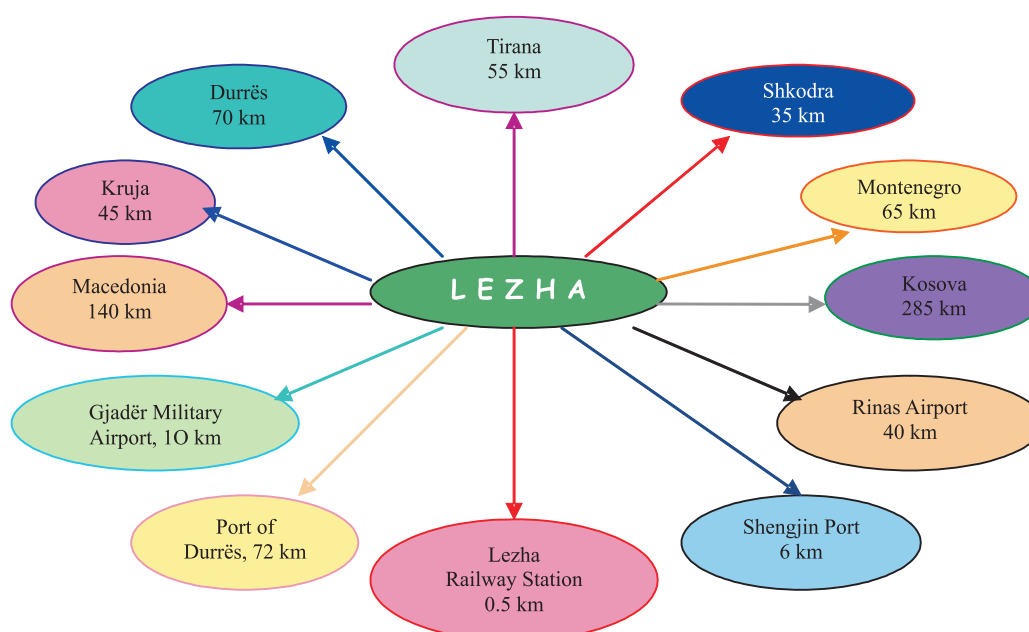 Tirana
55 km
Durrës
70 km
Shkodra
35 km
Kruja
45 km
Montenegro
65 km
Macedonia
140 km
LEZHA
Kosova
285 km
Gjadër Military
Airport, 1O km
Rinas Airport
40 km
Port of
Durrës, 72 km
Lezha
Railway Station
0.5 km
Shengjin Port
6 km